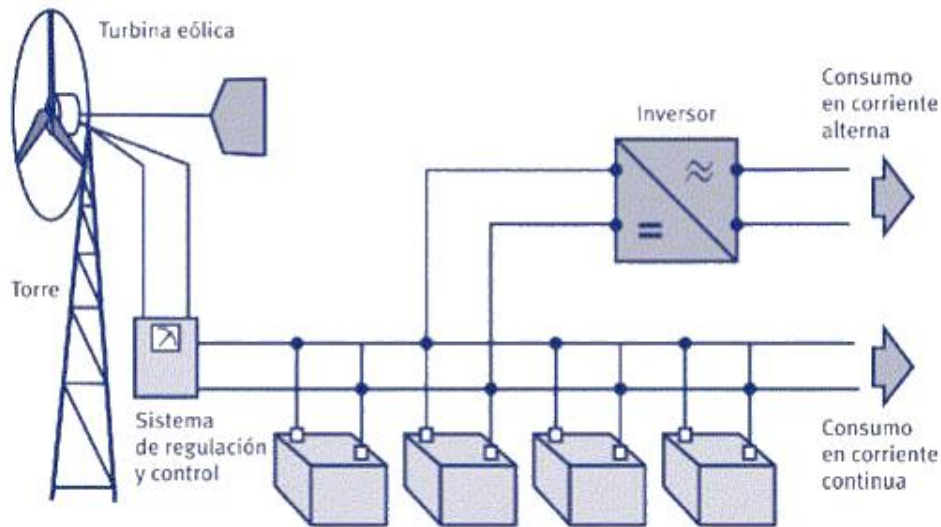 Turbina eólica
Consumo
en corriente
alterna
Inversor
Torre
Sistema
de regulación
y control
Consumo
en corriente
continua